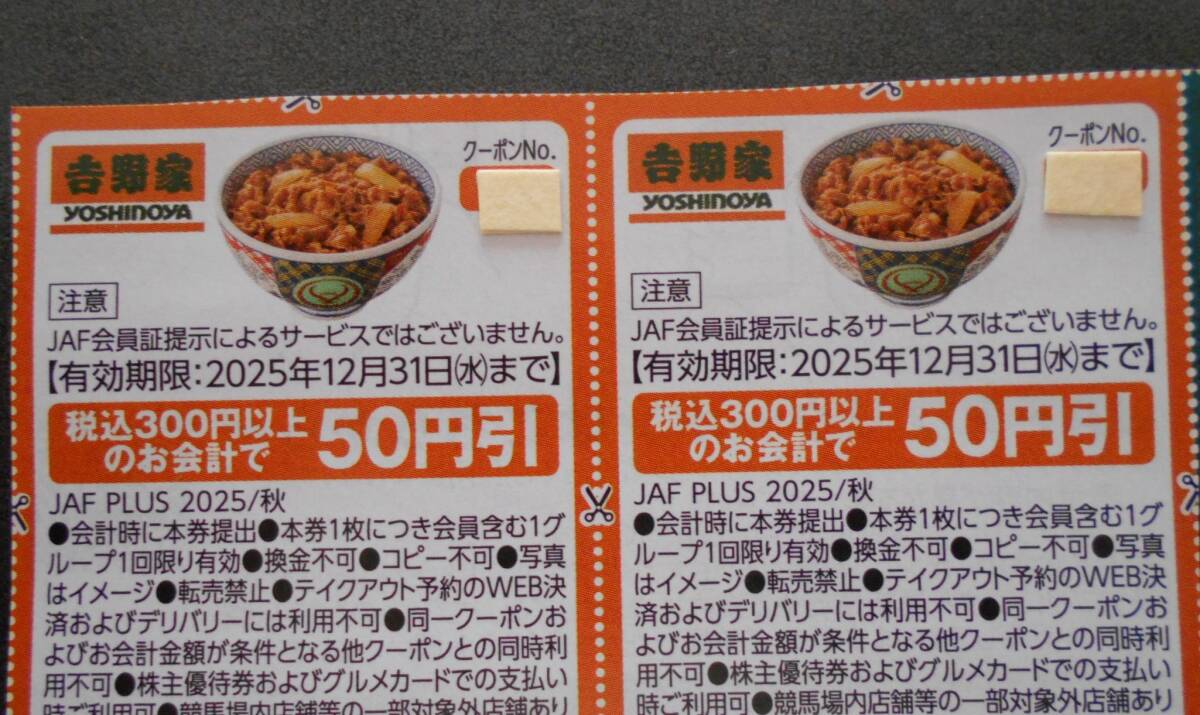 吉野家
YOSHINOYA
クーポンNo.
注意
JAF会員証提示によるサービスではございません。
【有効期限:2025年12月31日㈬まで】
税込300円以上
のお会計で
50円引
JAF PLUS 2025/秋
●会計時に本券提出●本券1枚につき会員含む1グ
ループ1回限り有効●換金不可●コピー不可●写真
はイメージ●転売禁止●テイクアウト予約のWEB決
済およびデリバリーには利用不可●同一クーポンお
よびお会計金額が条件となる他クーポンとの同時利
用不可●株主優待券およびグルメカードでの支払い
時ご利用可●競馬場内店舗等の一部対象外店舗あり
吉野家
YOSHINOYA
クーポンNo.
注意
JAF会員証提示によるサービスではございません。
【有効期限:2025年12月31日㈬まで】
税込300円以上
のお会計で
50円引
JAF PLUS 2025/秋
●会計時に本券提出●本券1枚につき会員含む1グ
ループ1回限り有効●換金不可●コピー不可●写真
はイメージ●転売禁止●テイクアウト予約のWEB決
済およびデリバリーには利用不可●同一クーポンお
よびお会計金額が条件となる他クーポンとの同時利
用不可●株主優待券およびグルメカードでの支払い
時ご利用可●競馬場内店舗等の一部対象外店舗あり